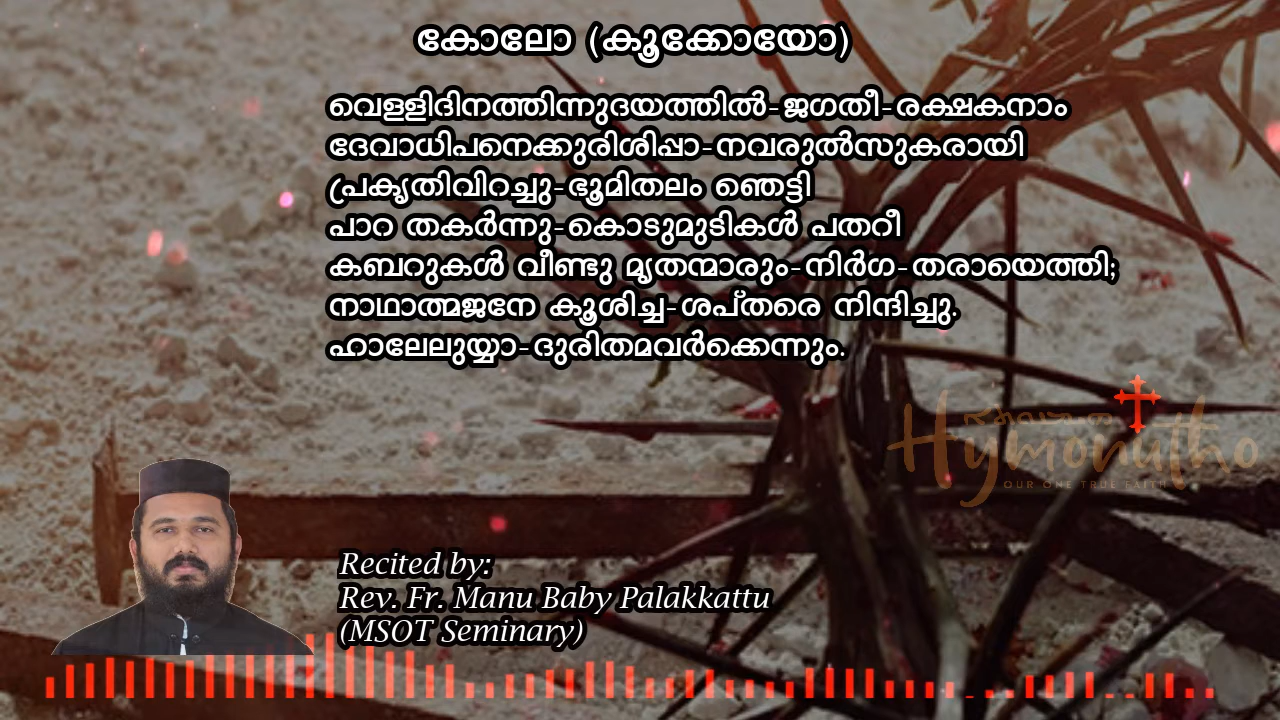 കോലോ (കൂക്കോയോ)
വെള്ളിദിനത്തിന്നുദയത്തിൽ-ജഗതീ-രക്ഷകനാം
ദേവാധിപനെക്കുരിശിപ്പാ-നവരുൽസുകരായി
പ്രകൃതിവിറച്ചു-ഭൂമിതലം ഞെട്ടി
പാറ തകർന്നു-കൊടുമുടികൾ പതറീ
കബറുകൾ വീണ്ടു മൃതന്മാരും-നിർഗ-തരായെത്തി;
നാഥാത്മജനേ ക്രൂശിച്ച-ശപ്തരെ നിന്ദിച്ചു.
ഹാലേലുയ്യാ-ദുരിതമവർക്കെന്നും.
Hymonutho
OUR ONE TRUE FAITH
Recited by:
Rev. Fr. Manu Baby Palakkattu
(MSOT Seminary)